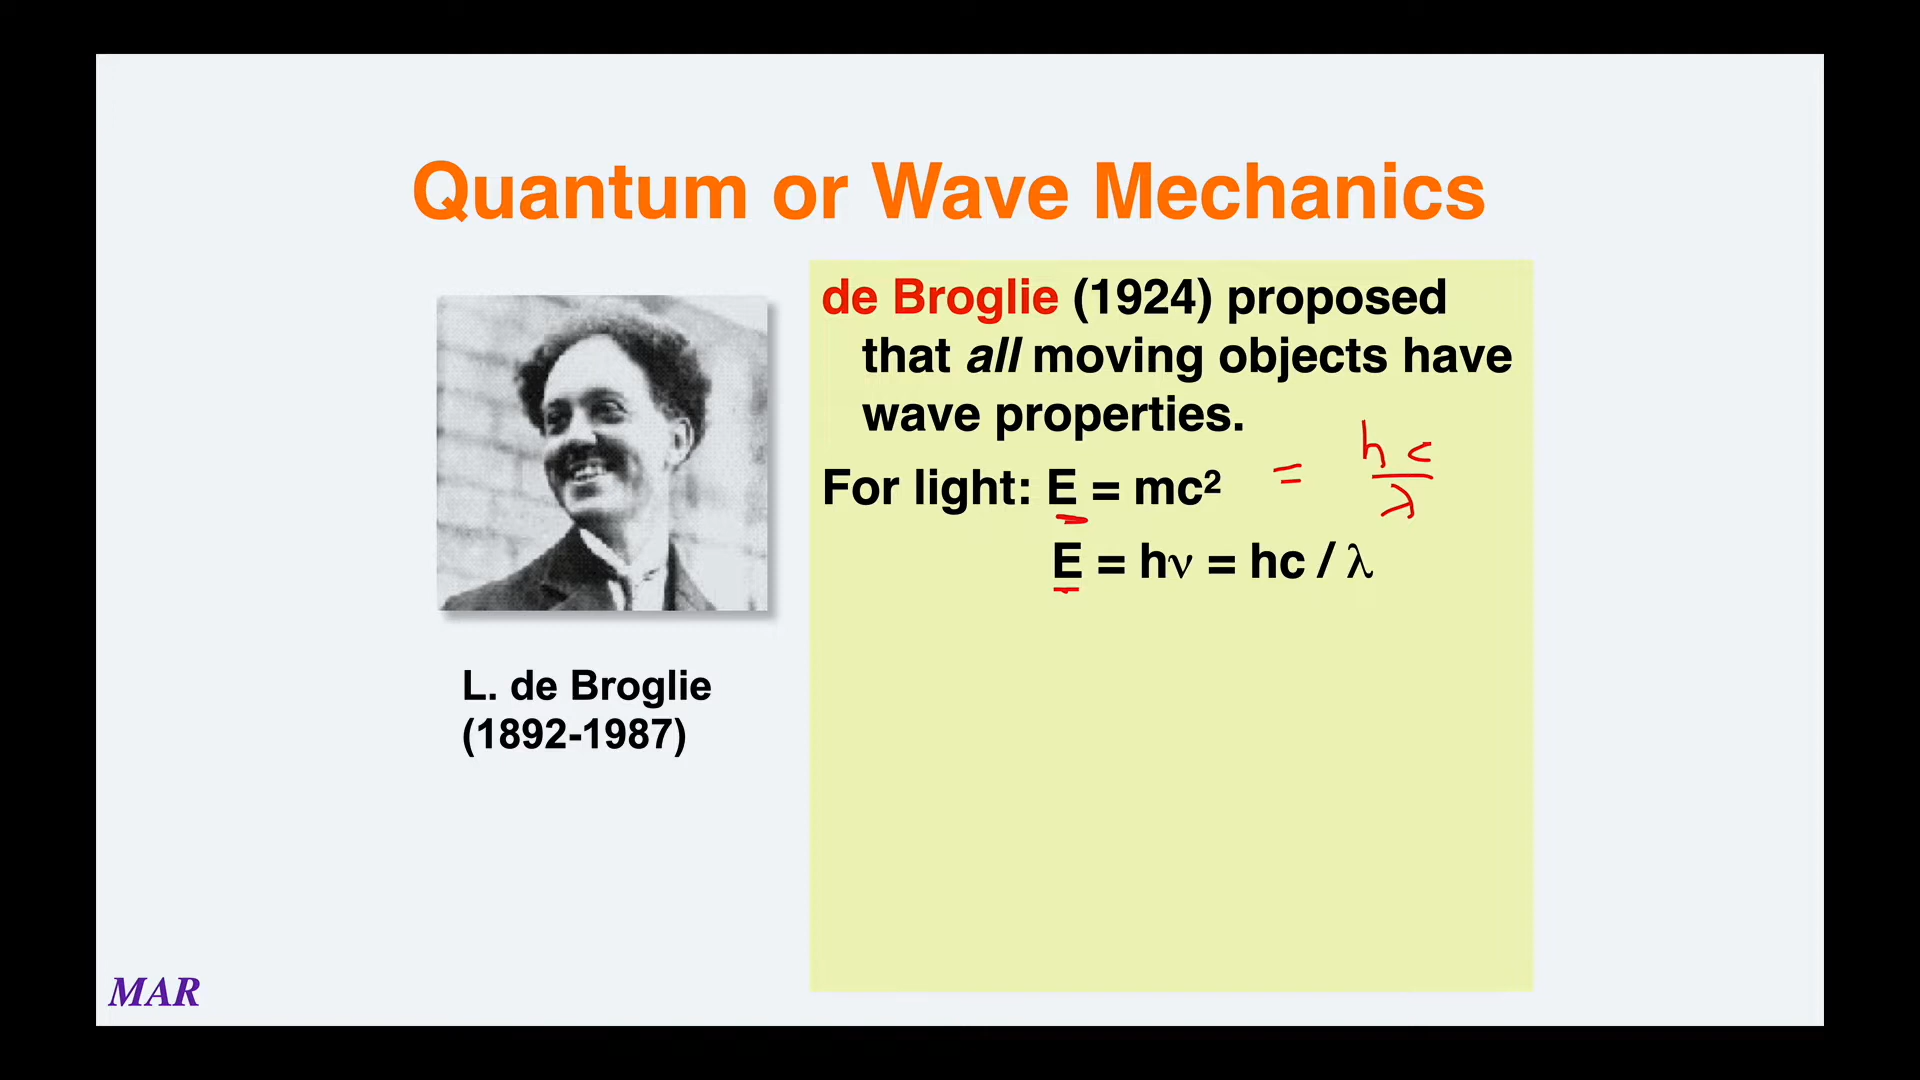 Quantum or Wave Mechanics
de Broglie (1924) proposed
that all moving objects have
wave properties.
For light: E = mc² = hc / λ
E = hν = hc / λ
L. de Broglie
(1892-1987)
MAR